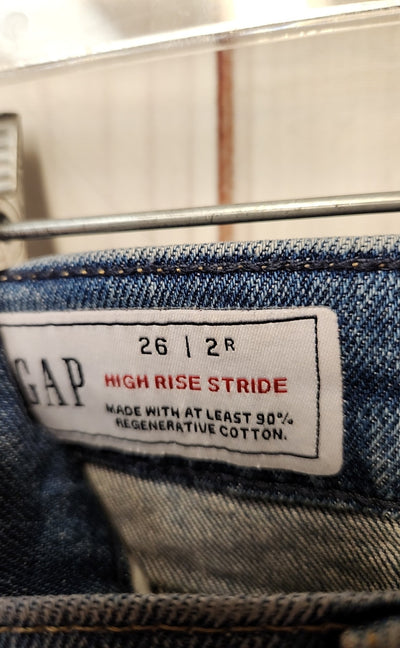 GAP
26 | 2R
HIGH RISE STRIDE
MADE WITH AT LEAST 90%
REGENERATIVE COTTON.